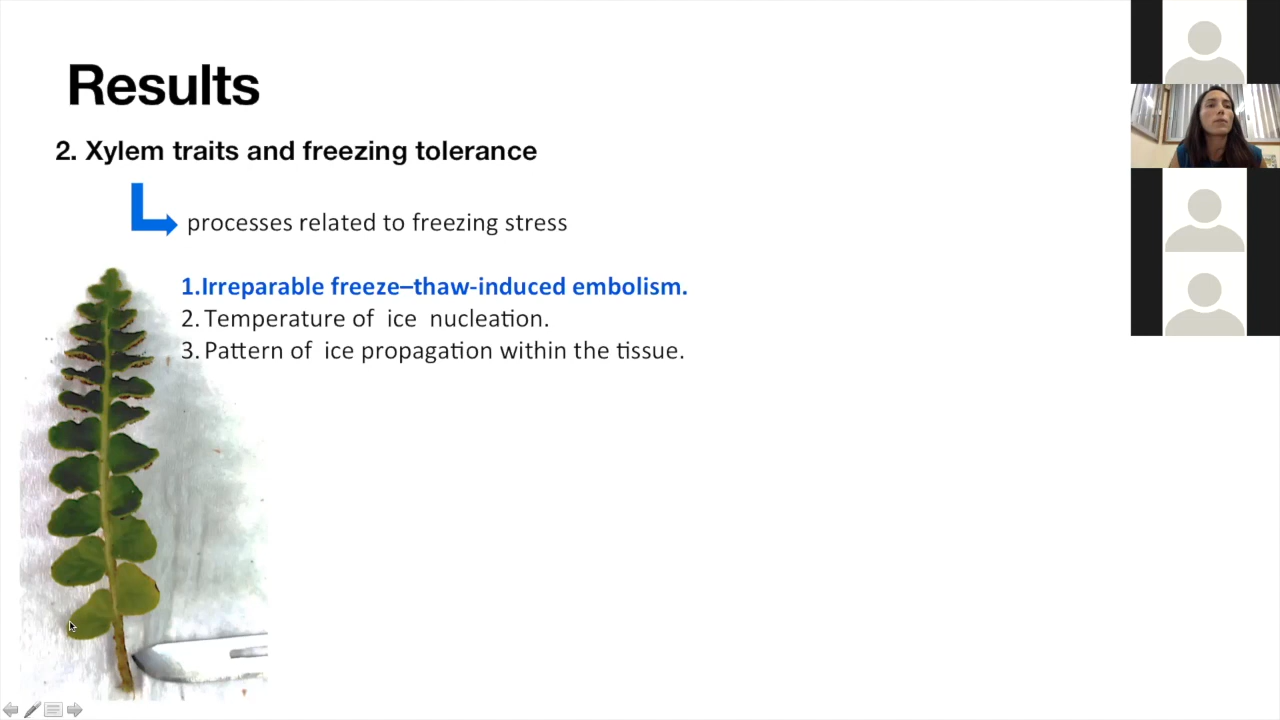 Results
2. Xylem traits and freezing tolerance
processes related to freezing stress
1.Irreparable freeze–thaw-induced embolism.
2. Temperature of ice nucleation.
3. Pattern of ice propagation within the tissue.